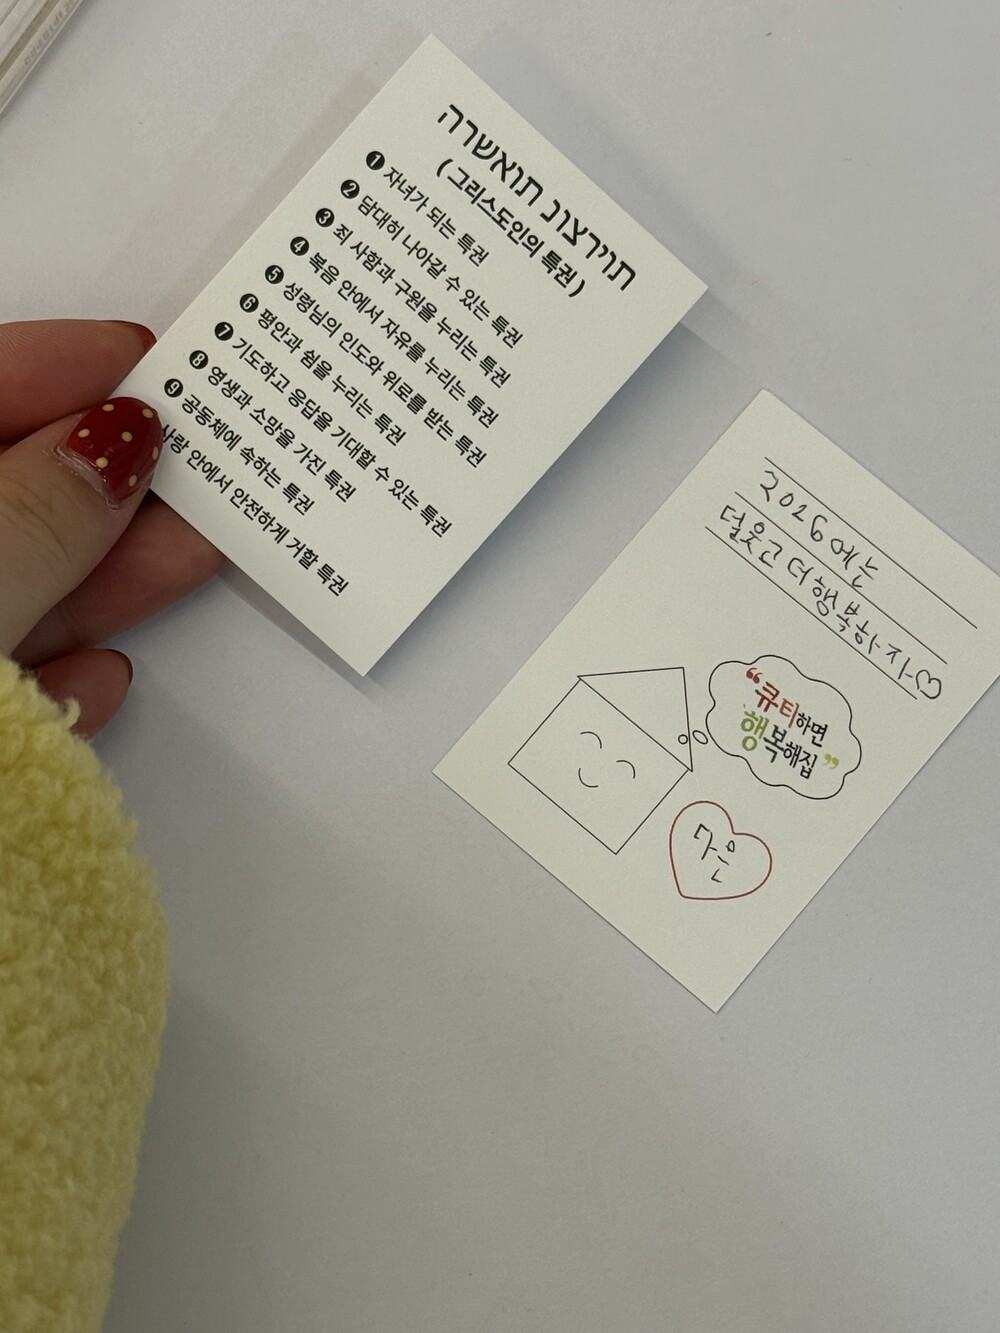 הרשאות נוצריות
( 그리스도인의 특권 )
❶ 자녀가 되는 특권
❷ 담대히 나아갈 수 있는 특권
❸ 죄 사함과 구원을 누리는 특권
❹ 복음 안에서 자유를 누리는 특권
❺ 성령님의 인도와 위로를 받는 특권
❻ 평안과 쉼을 누리는 특권
❼ 기도하고 응답을 기대할 수 있는 특권
❽ 영생과 소망을 가진 특권
❾ 공동체에 속하는 특권
사랑 안에서 안전하게 거할 특권
2026에는
덜 웃고 더 행복하자♡
“큐티하면
행복해집”